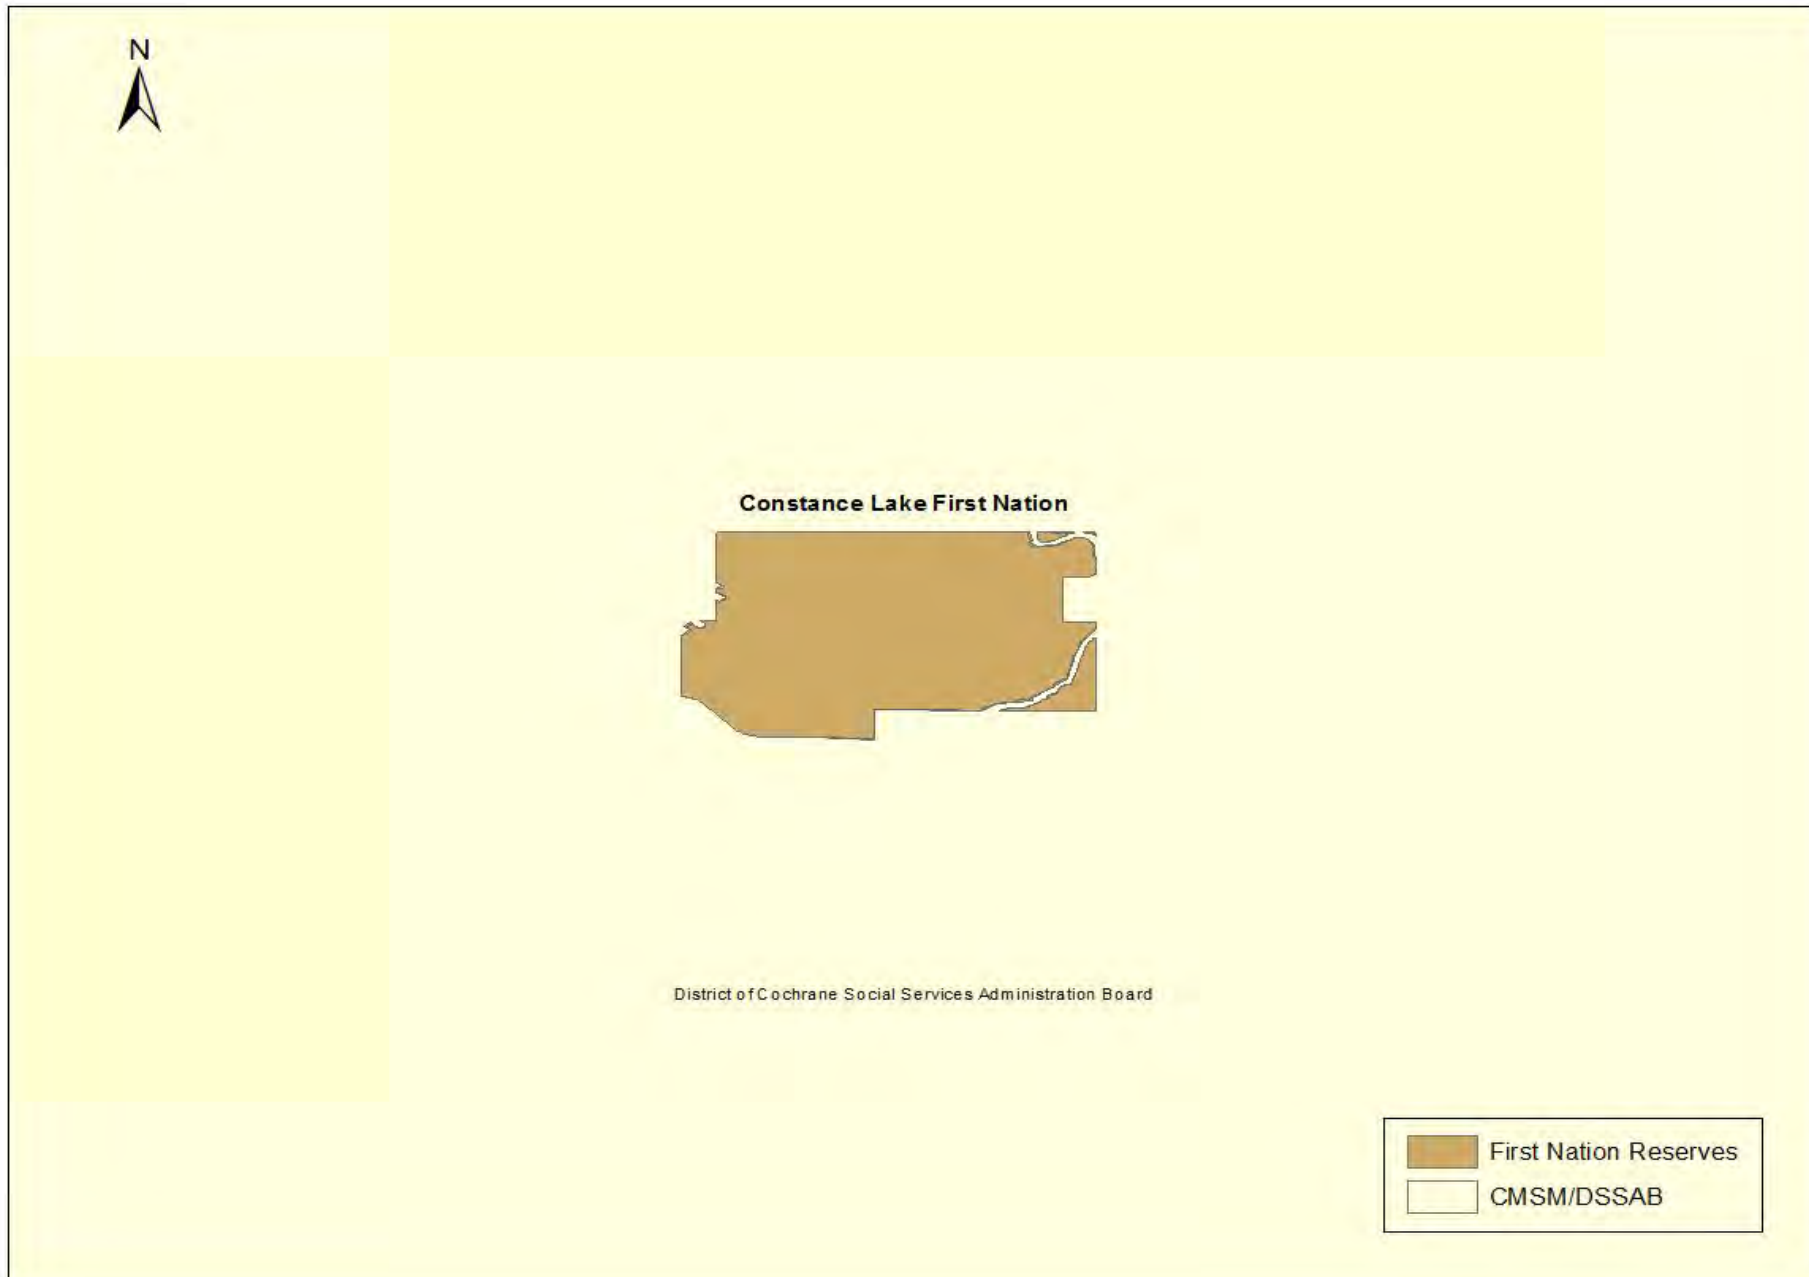 N
Constance Lake First Nation
District of Cochrane Social Services Administration Board
First Nation Reserves
CMSM/DSSAB